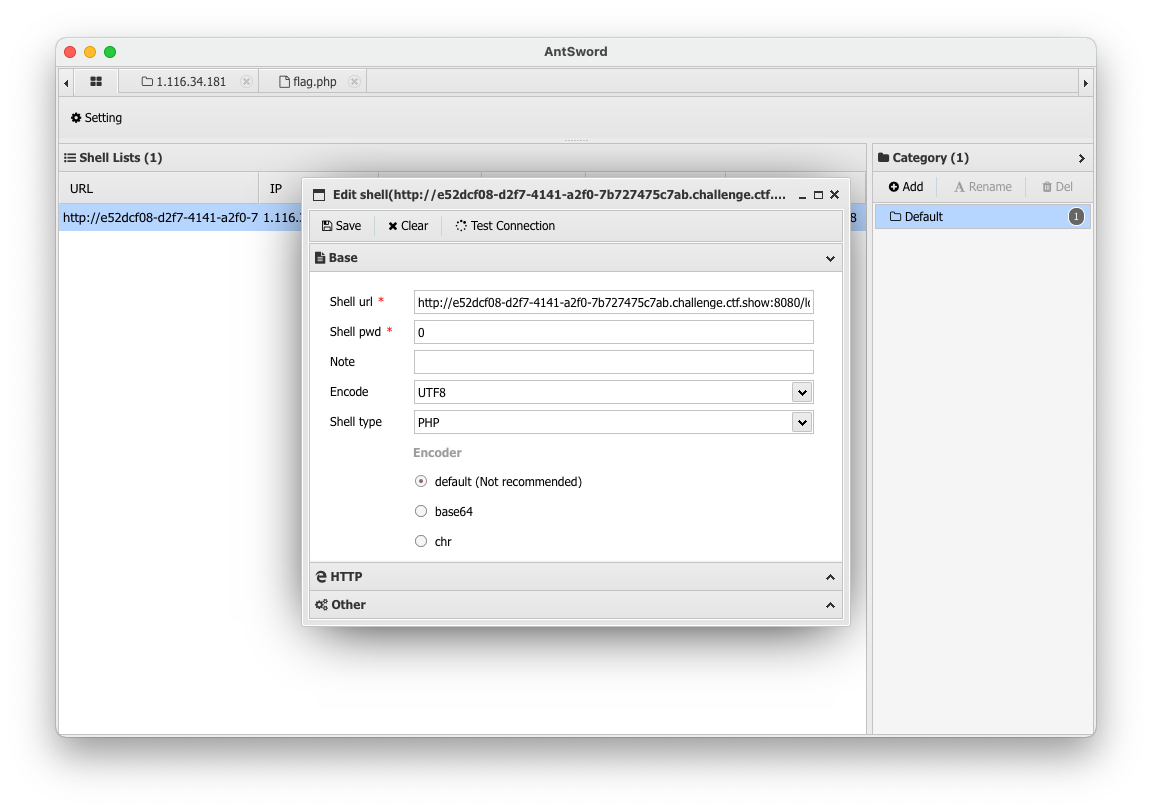 AntSword
1.116.34.181
flag.php
Setting
Shell Lists (1)
Category (1)
URL
IP
Add
Rename
Del
http://e52dcf08-d2f7-4141-a2f0-7
1.116.
8
Default
1
Edit shell(http://e52dcf08-d2f7-4141-a2f0-7b727475c7ab.challenge.ctf....
Save
Clear
Test Connection
Base
Shell url *
http://e52dcf08-d2f7-4141-a2f0-7b727475c7ab.challenge.ctf.show:8080/l
Shell pwd *
0
Note
Encode
UTF8
Shell type
PHP
Encoder
default (Not recommended)
base64
chr
HTTP
Other